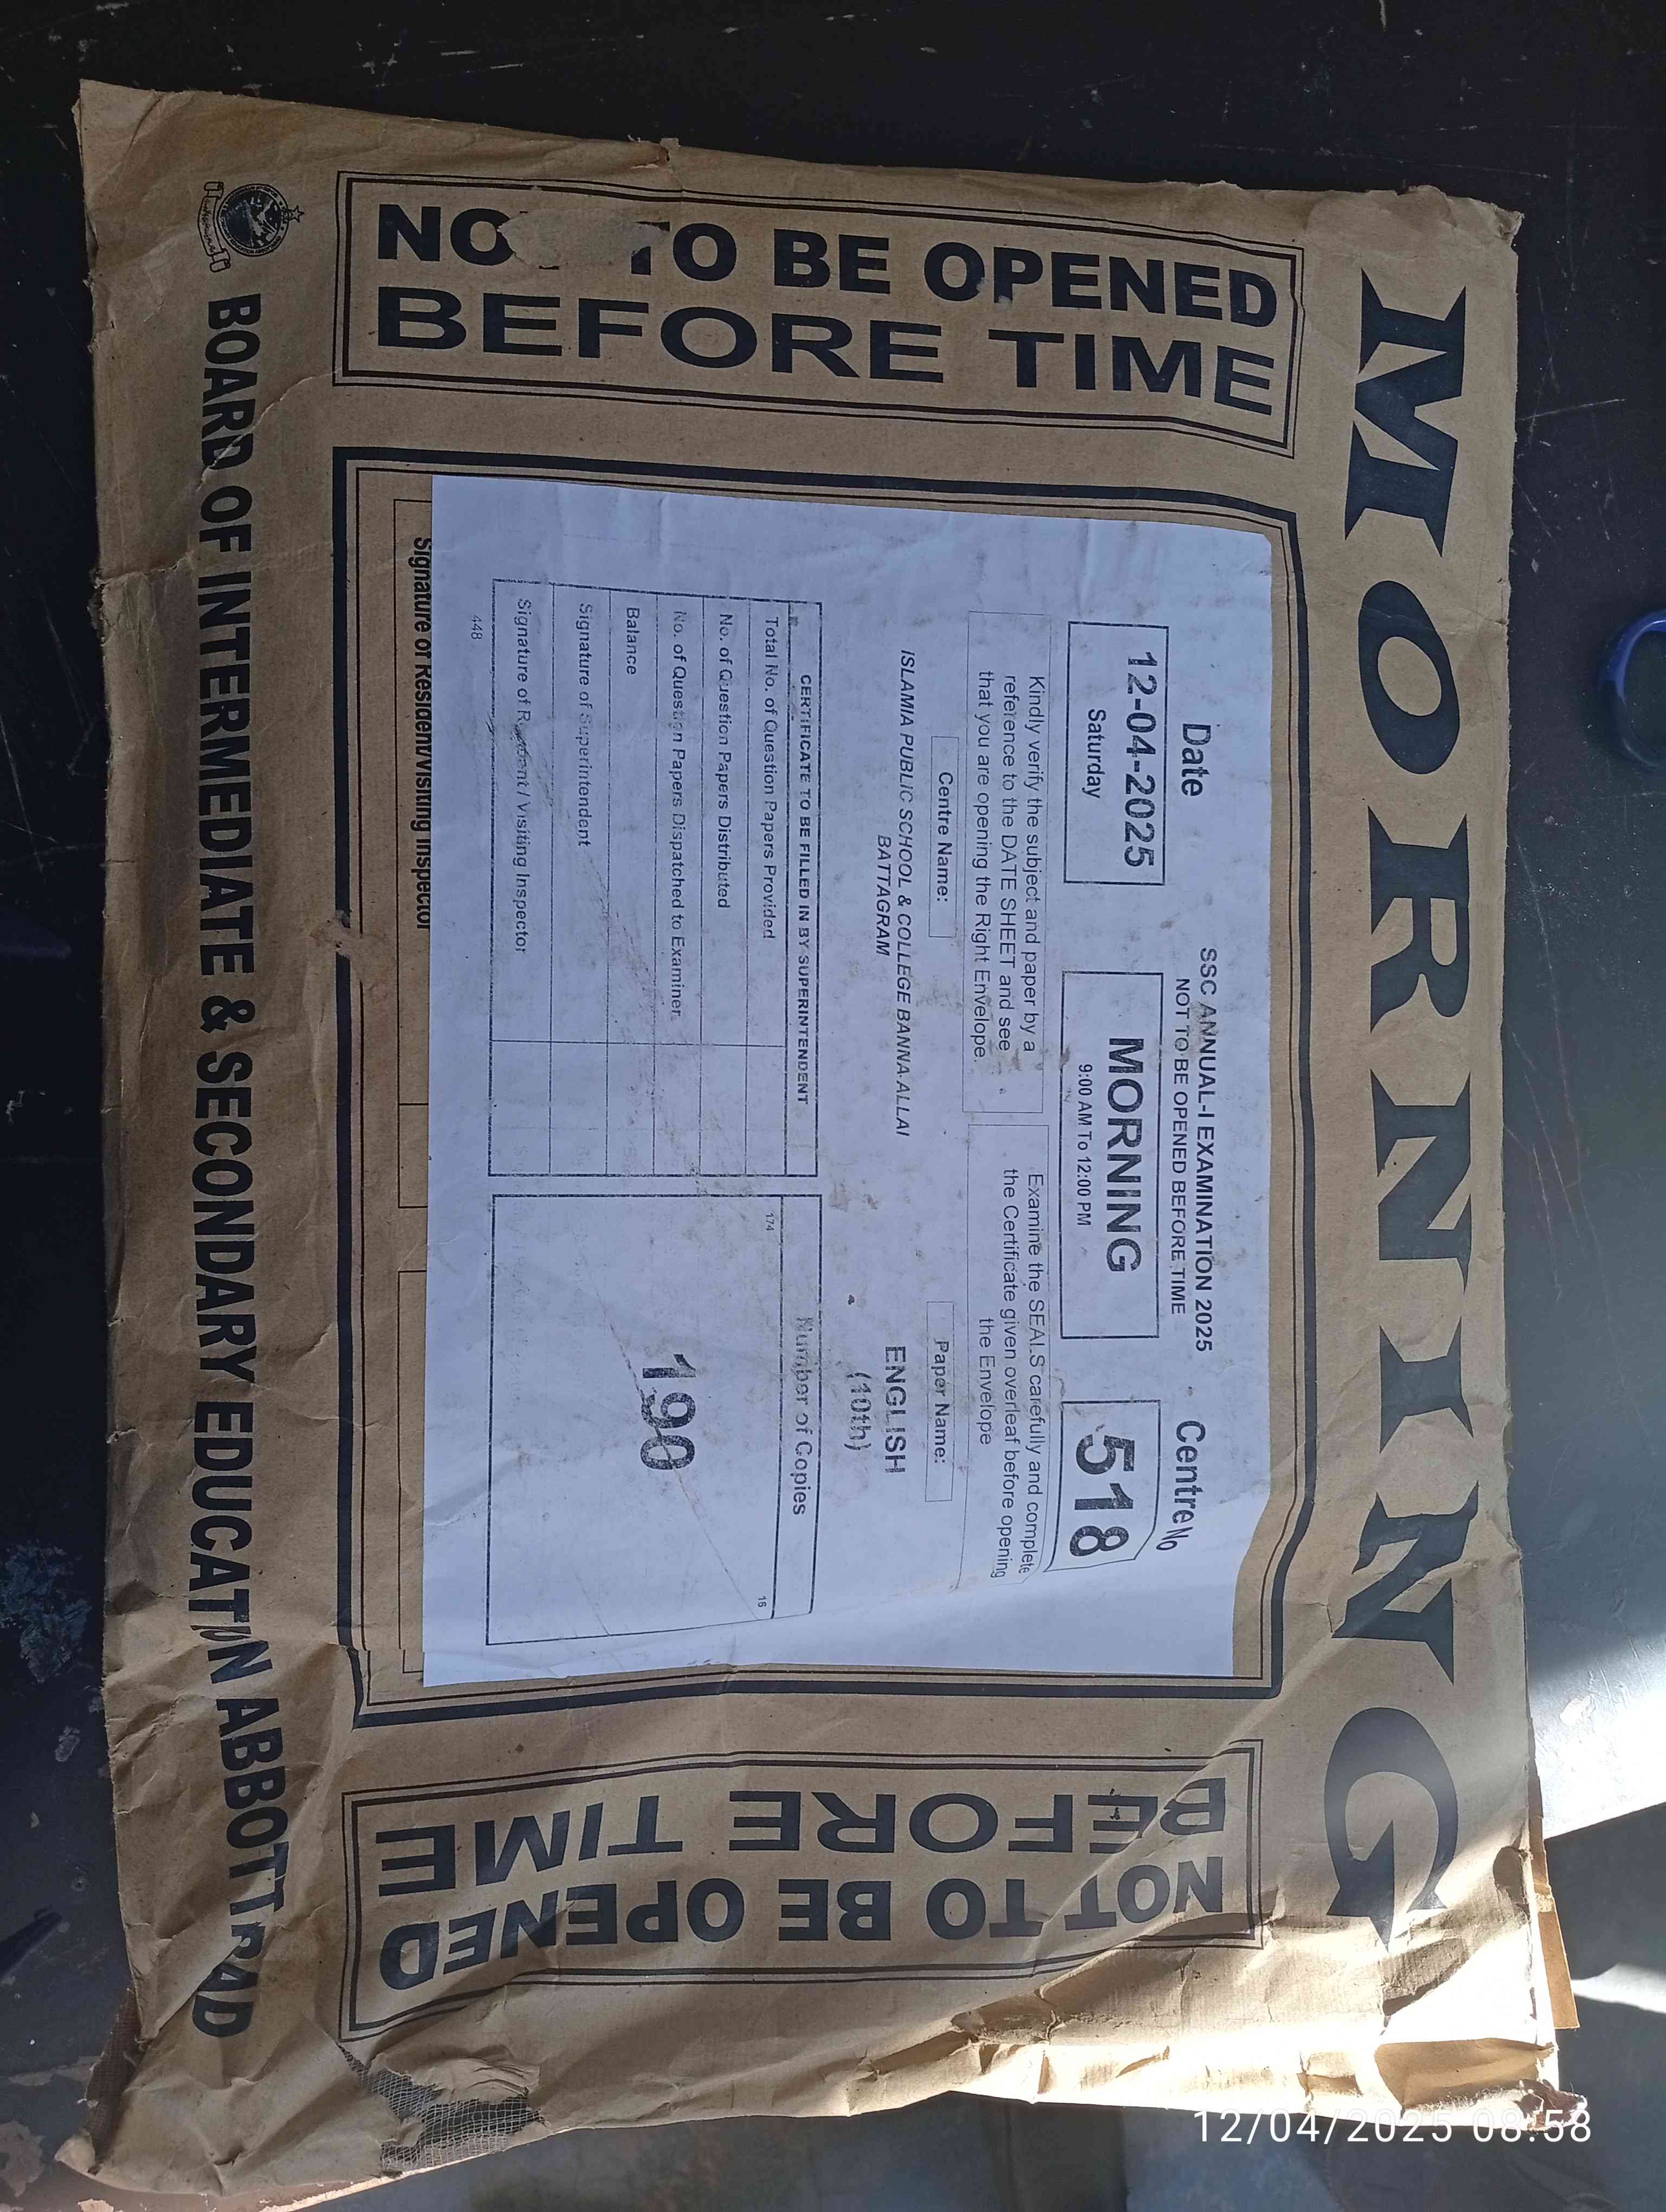 MORNING
NO TO BE OPENED
BEFORE TIME
Date
12-04-2025
Saturday
SSC ANNUAL-I EXAMINATION 2025
NOT TO BE OPENED BEFORE TIME
MORNING
9:00 AM To 12:00 PM
Centre No
518
Kindly verify the subject and paper by a
reference to the DATE SHEET and see
that you are opening the Right Envelope.
Examine the SEALS carefully and complete
the Certificate given overleaf before opening
the Envelope
Centre Name:
ISLAMIA PUBLIC SCHOOL & COLLEGE BANNA ALLAI
BATTAGRAM
Paper Name:
ENGLISH
(10th)
CERTIFICATE TO BE FILLED IN BY SUPERINTENDENT
Total No. of Question Papers Provided
No. of Question Papers Distributed
No. of Question Papers Dispatched to Examiner
Balance
Signature of Superintendent
Signature of Resident / Visiting Inspector
448
Number of Copies
174
16
190
Signature of Resident/Visiting Inspector
NOT TO BE OPENED
BEFORE TIME
BOARD OF INTERMEDIATE & SECONDARY EDUCATION ABBOTTABAD
12/04/2025 08:58